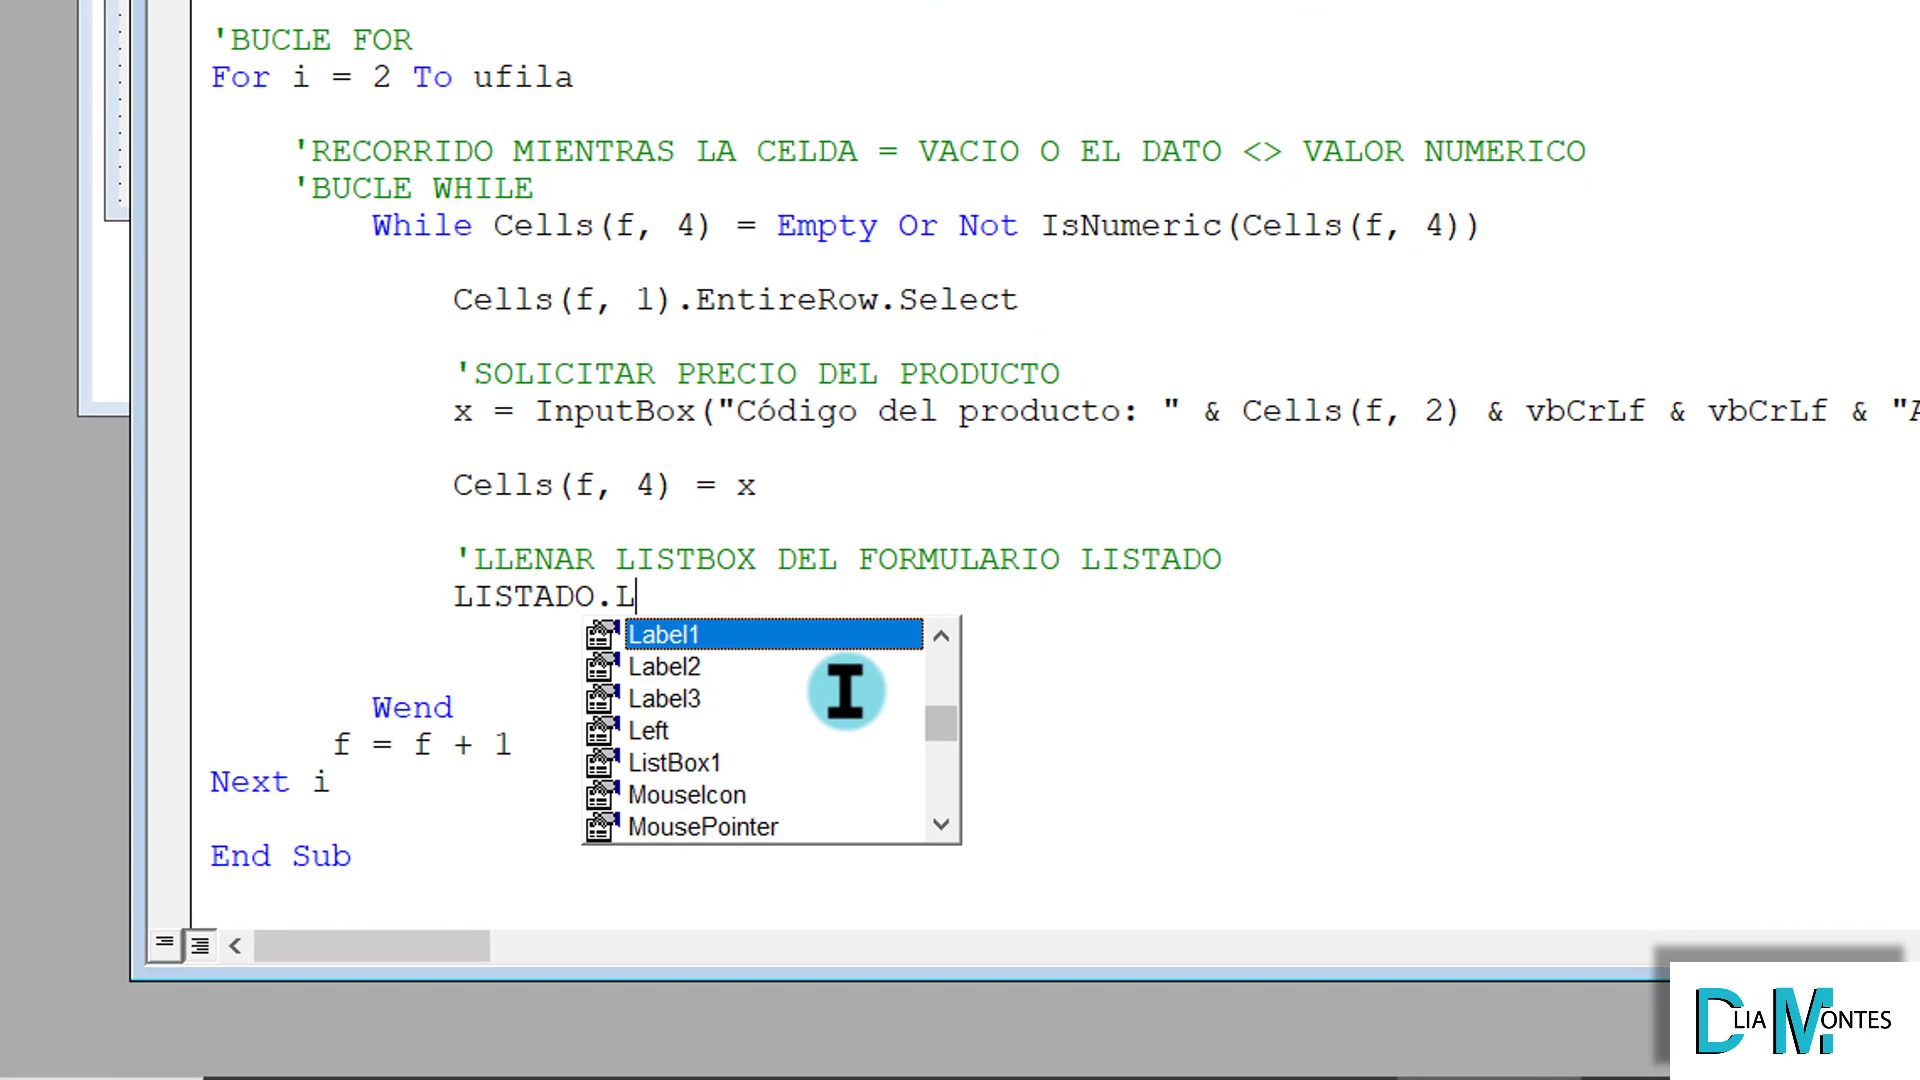 'BUCLE FOR
For i = 2 To ufila
'RECORRIDO MIENTRAS LA CELDA = VACIO O EL DATO <> VALOR NUMERICO
'BUCLE WHILE
While Cells(f, 4) = Empty Or Not IsNumeric(Cells(f, 4))
Cells(f, 1).EntireRow.Select
'SOLICITAR PRECIO DEL PRODUCTO
x = InputBox("Código del producto: " & Cells(f, 2) & vbCrLf & vbCrLf & "A
Cells(f, 4) = x
'LLENAR LISTBOX DEL FORMULARIO LISTADO
LISTADO.L
Label1
Label2
Label3
Left
ListBox1
MouseIcon
MousePointer
Wend
f = f + 1
Next i
End Sub
DLIA MONTES